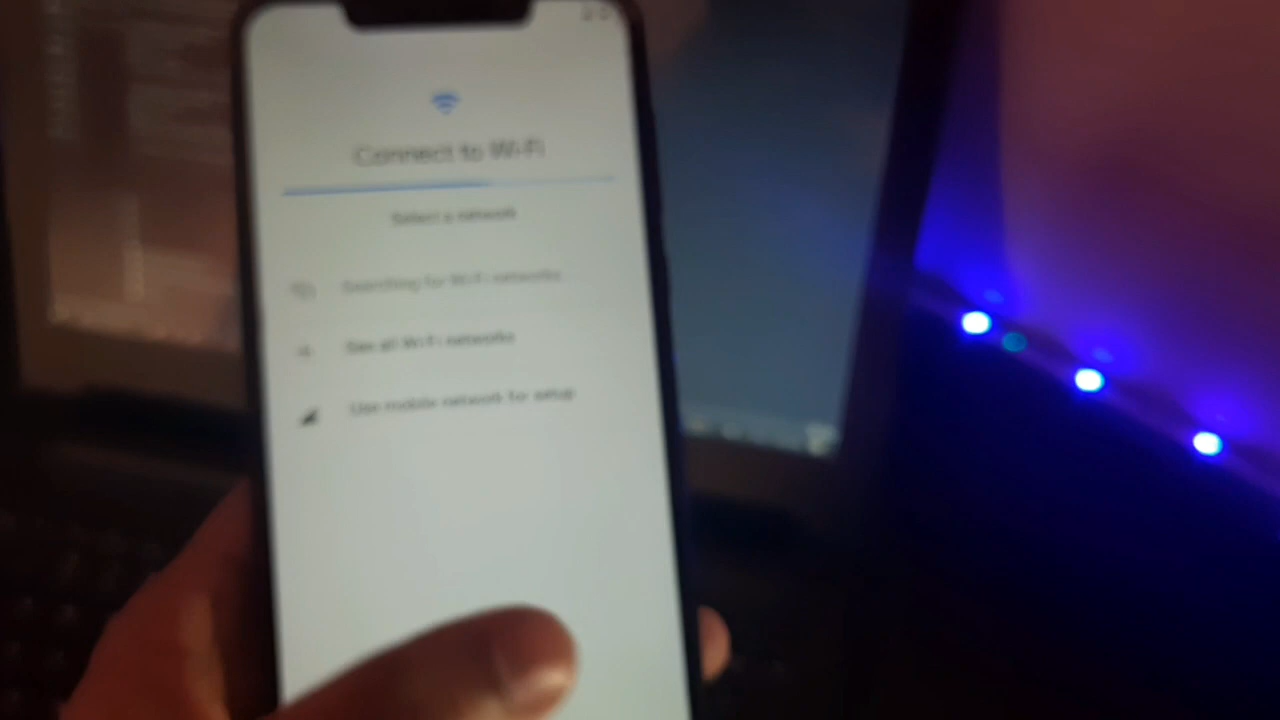 Connect to Wi-Fi
Select a network
Searching for Wi-Fi networks
See all Wi-Fi networks
Use mobile network for setup